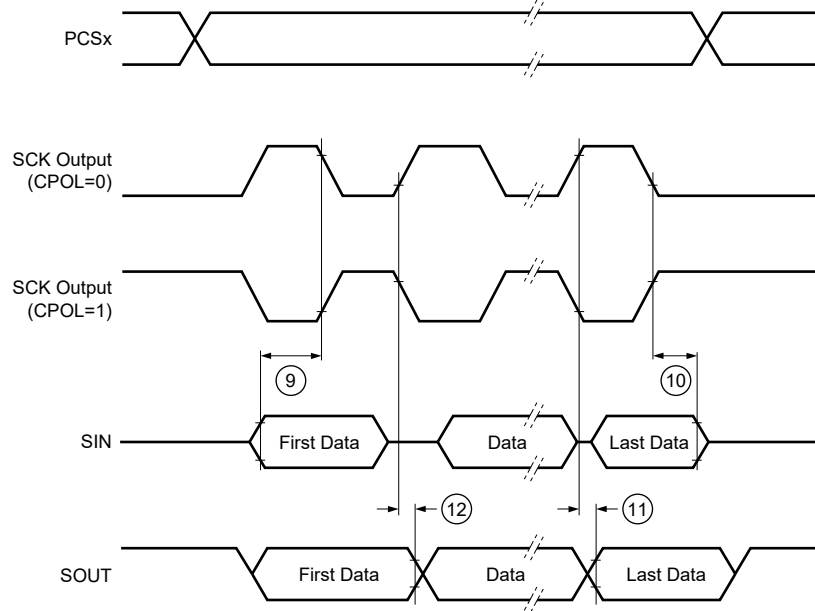 PCSx
SCK Output
(CPOL=0)
SCK Output
(CPOL=1)
9
10
SIN
First Data
Data
Last Data
12
11
SOUT
First Data
Data
Last Data